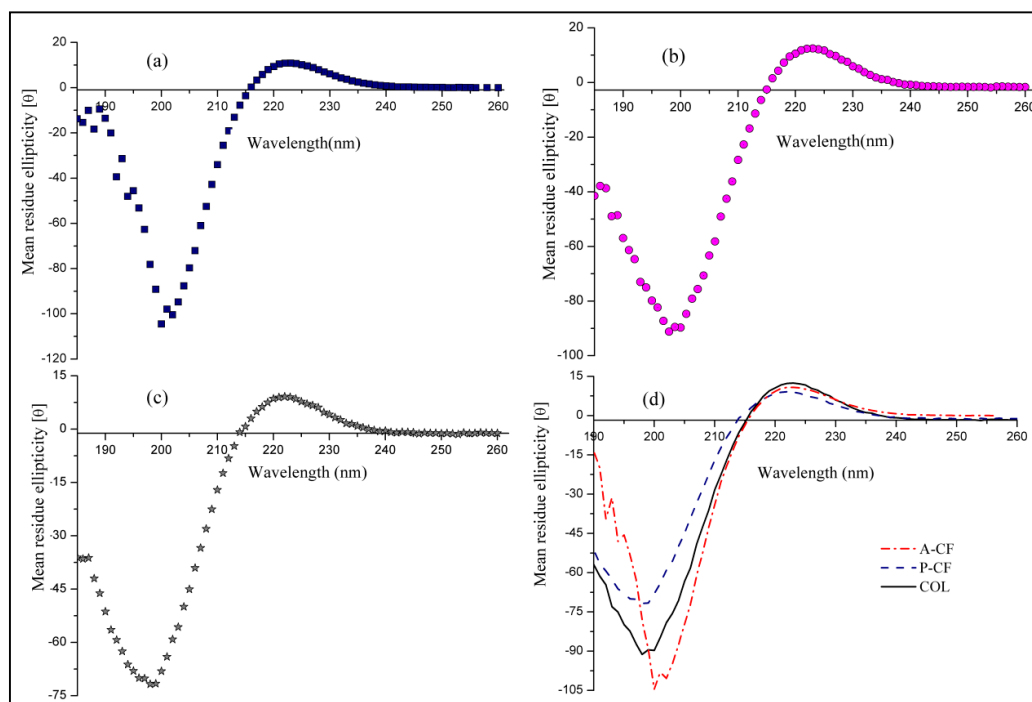 (a)
Mean residue ellipticity [θ]
20
0
-20
-40
-60
-80
-100
-120
190 200 210 220 230 240 250 260
Wavelength(nm)
(b)
Mean residue ellipticity [θ]
20
0
-20
-40
-60
-80
-100
190 200 210 220 230 240 250 260
Wavelength(nm)
(c)
Mean residue ellipticity [θ]
15
0
-15
-30
-45
-60
-75
190 200 210 220 230 240 250 260
Wavelength (nm)
(d)
Mean residue ellipticity [θ]
15
0
-15
-30
-45
-60
-75
-90
-105
190 200 210 220 230 240 250 260
Wavelength (nm)
A-CF
P-CF
COL